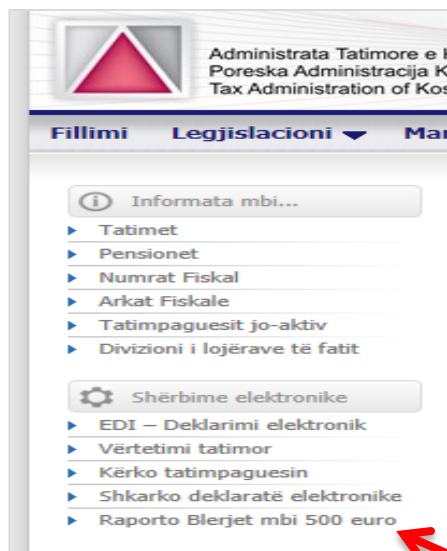 Administrata Tatimore e
Poreska Administracija
Tax Administration of
Fillimi Legjislacioni
Informata mbi...
Tatimet
Pensionet
Numrat Fiskal
Arkat Fiskale
Tatimpaguesit jo-aktiv
Divizioni i lojërave të fatit
Shërbime elektronike
EDI – Deklarimi elektronik
Vërtetimi tatimor
Kërko tatimpaguesin
Shkarko deklaratë elektronike
Raporto Blerjet mbi 500 euro